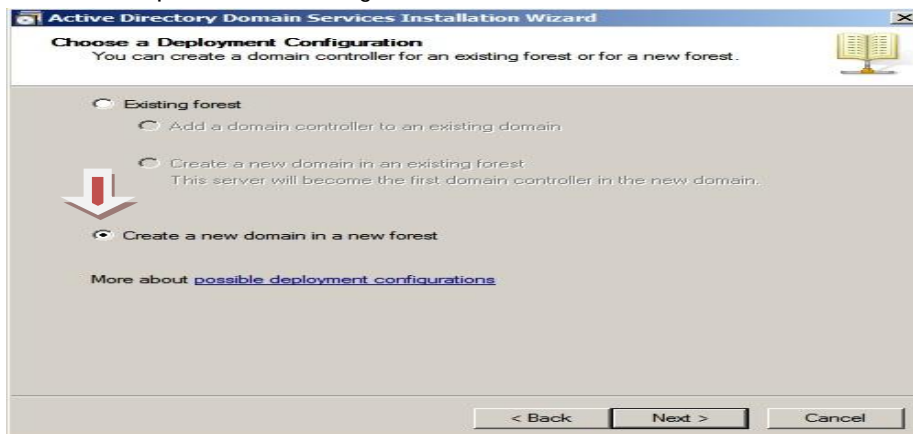 Active Directory Domain Services Installation Wizard
Choose a Deployment Configuration
You can create a domain controller for an existing forest or for a new forest.
Existing forest
Add a domain controller to an existing domain
Create a new domain in an existing forest
This server will become the first domain controller in the new domain.
Create a new domain in a new forest
More about possible deployment configurations
< Back
Next >
Cancel